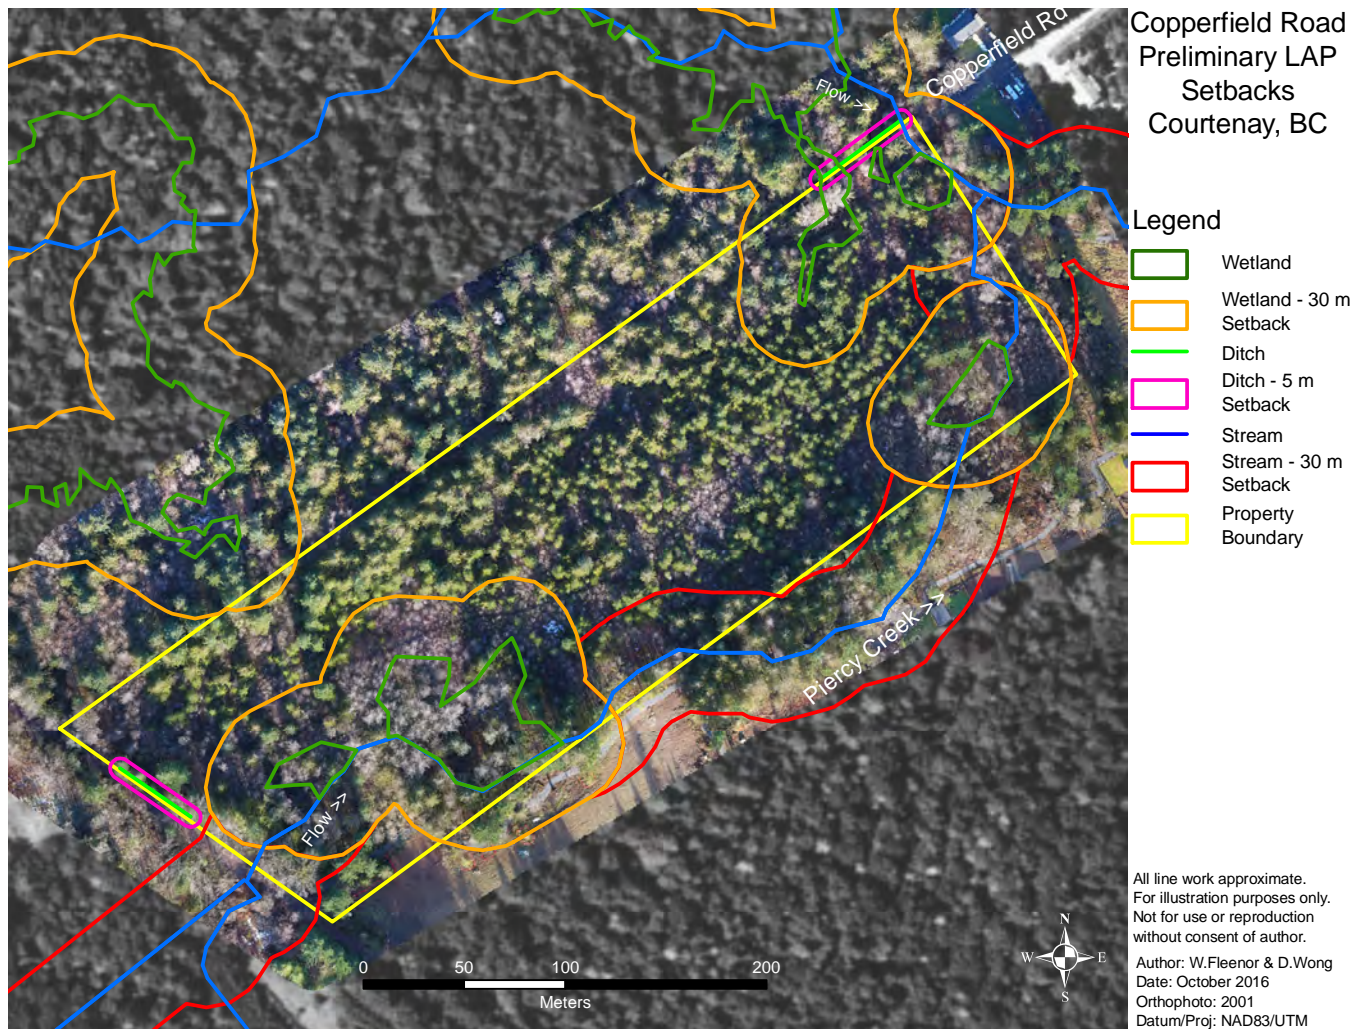 Copperfield Road
Preliminary LAP
Setbacks
Courtenay, BC
Copperfield Rd
Flow >>
Legend
Wetland
Wetland - 30 m
Setback
Ditch
Ditch - 5 m
Setback
Stream
Stream - 30 m
Setback
Property
Boundary
Piercy Creek >>
Flow >>
0 50 100 200
Meters
N
W E
S
All line work approximate.
For illustration purposes only.
Not for use or reproduction
without consent of author.
Author: W.Fleenor & D.Wong
Date: October 2016
Orthophoto: 2001
Datum/Proj: NAD83/UTM